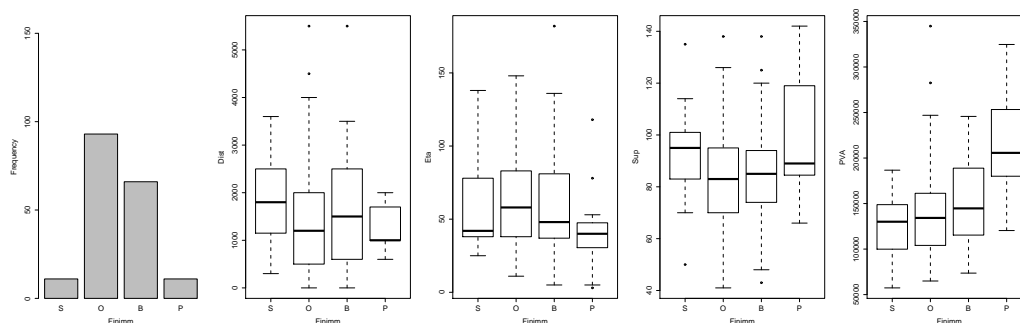 Frequency
0
50
100
150
S O B P
Finimm
Dist
0
1000
2000
3000
4000
5000
S O B P
Finimm
Eta
0
50
100
150
S O B P
Finimm
Sup
40
60
80
100
120
140
S O B P
Finimm
PVA
50000
100000
150000
200000
250000
300000
350000
S O B P
Finimm